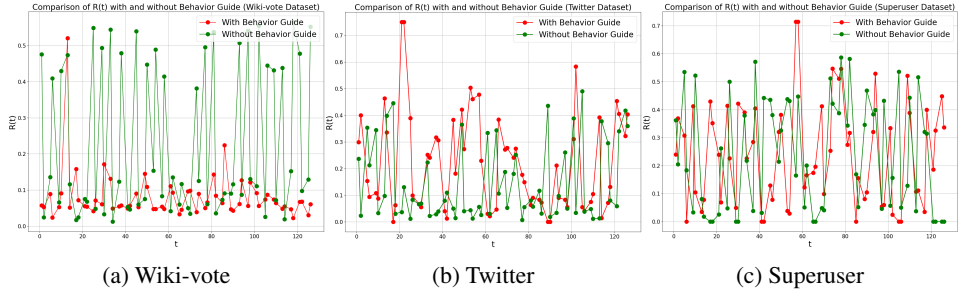 Comparison of R(t) with and without Behavior Guide (Wiki-vote Dataset)
With Behavior Guide
Without Behavior Guide
R(t)
0.5
0.4
0.3
0.2
0.1
0.0
0 20 40 60 80 100 120
t
(a) Wiki-vote
Comparison of R(t) with and without Behavior Guide (Twitter Dataset)
With Behavior Guide
Without Behavior Guide
R(t)
0.7
0.6
0.5
0.4
0.3
0.2
0.1
0.0
0 20 40 60 80 100 120
t
(b) Twitter
Comparison of R(t) with and without Behavior Guide (Superuser Dataset)
With Behavior Guide
Without Behavior Guide
R(t)
0.7
0.6
0.5
0.4
0.3
0.2
0.1
0.0
0 20 40 60 80 100 120
t
(c) Superuser